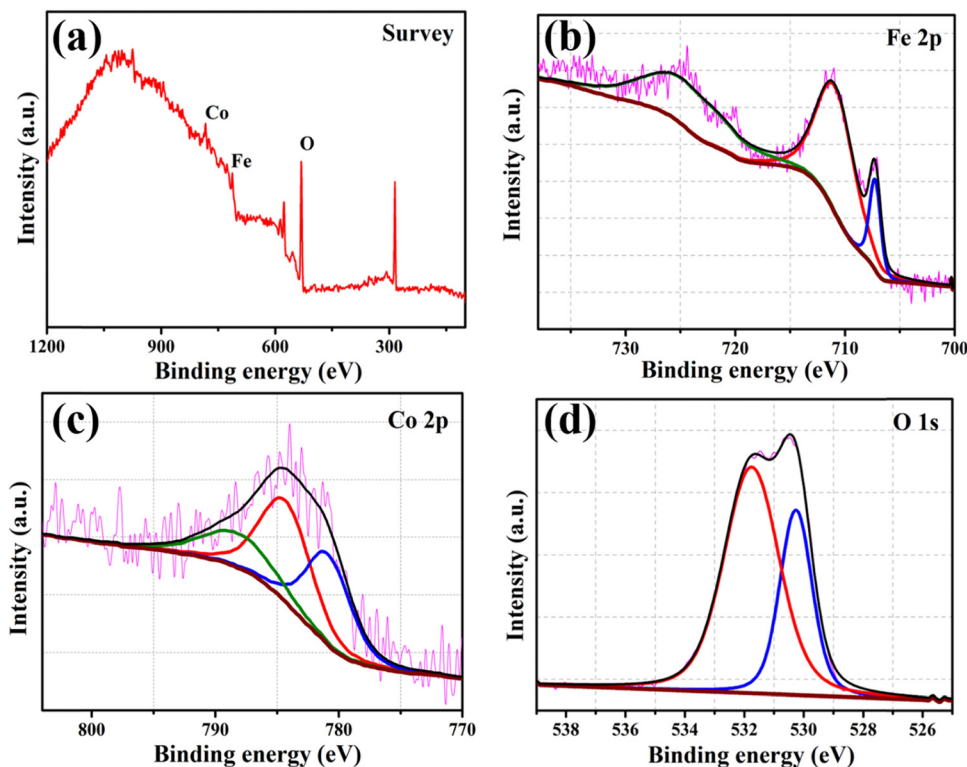 (a)
Survey
Co
Fe
O
Intensity (a.u.)
1200 900 600 300
Binding energy (eV)
(b)
Fe 2p
Intensity (a.u.)
730 720 710 700
Binding energy (eV)
(c)
Co 2p
Intensity (a.u.)
800 790 780 770
Binding energy (eV)
(d)
O 1s
Intensity (a.u.)
538 536 534 532 530 528 526
Binding energy (eV)